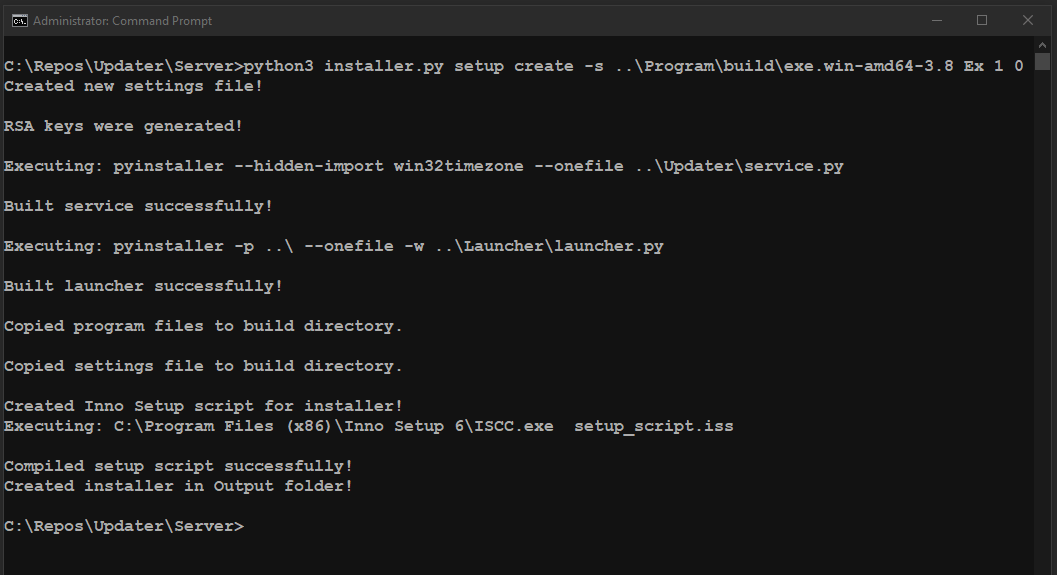 Administrator: Command Prompt
C:\Repos\Updater\Server>python3 installer.py setup create -s ..\Program\build\exe.win-amd64-3.8 Ex 1 0
Created new settings file!
RSA keys were generated!
Executing: pyinstaller --hidden-import win32timezone --onefile ..\Updater\service.py
Built service successfully!
Executing: pyinstaller -p ..\ --onefile -w ..\Launcher\launcher.py
Built launcher successfully!
Copied program files to build directory.
Copied settings file to build directory.
Created Inno Setup script for installer!
Executing: C:\Program Files (x86)\Inno Setup 6\ISCC.exe  setup_script.iss
Compiled setup script successfully!
Created installer in Output folder!
C:\Repos\Updater\Server>